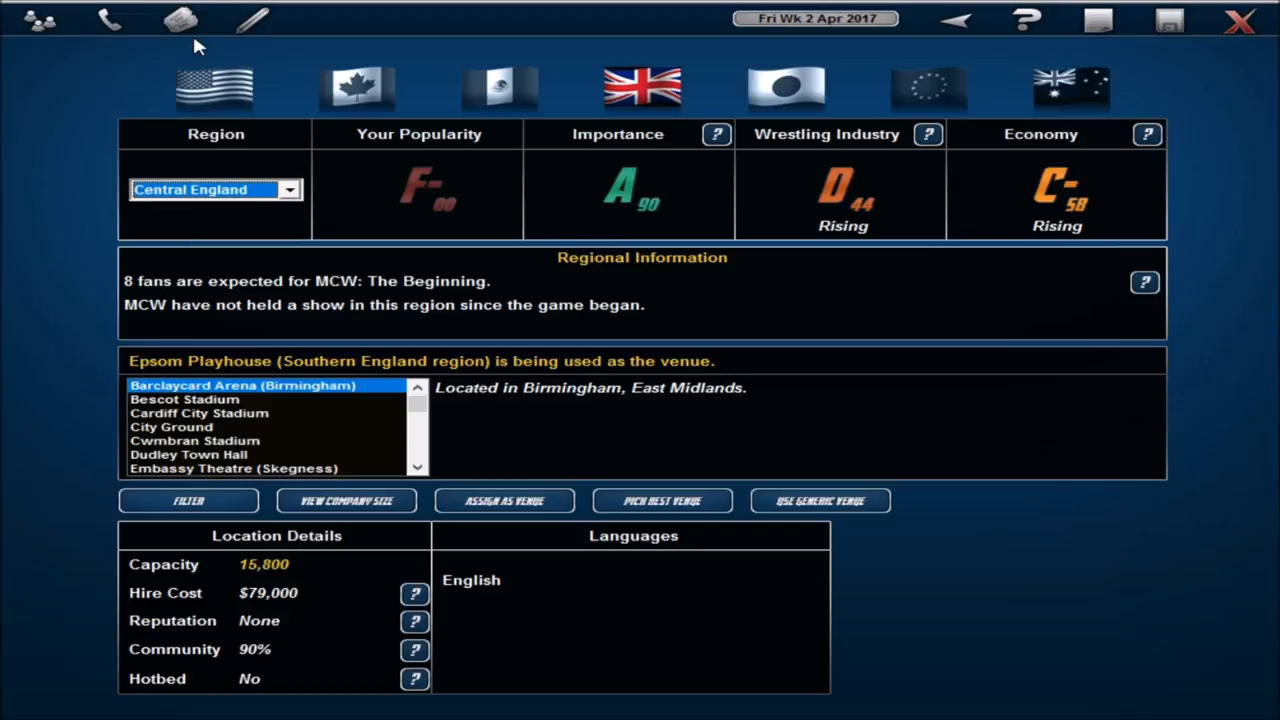 Fri Wk 2 Apr 2017
?
Region
Your Popularity
Importance ?
Wrestling Industry ?
Economy ?
Central England
F- 00
A 90
D 44
Rising
C- 58
Rising
Regional Information
8 fans are expected for MCW: The Beginning. ?
MCW have not held a show in this region since the game began.
Epsom Playhouse (Southern England region) is being used as the venue.
Barclaycard Arena (Birmingham)
Bescot Stadium
Cardiff City Stadium
City Ground
Cwmbran Stadium
Dudley Town Hall
Embassy Theatre (Skegness)
Located in Birmingham, East Midlands.
FILTER
VIEW COMPANY SIZE
ASSIGN AS VENUE
PICK BEST VENUE
USE GENERIC VENUE
Location Details
Capacity 15,800
Hire Cost $79,000 ?
Reputation None ?
Community 90% ?
Hotbed No ?
Languages
English